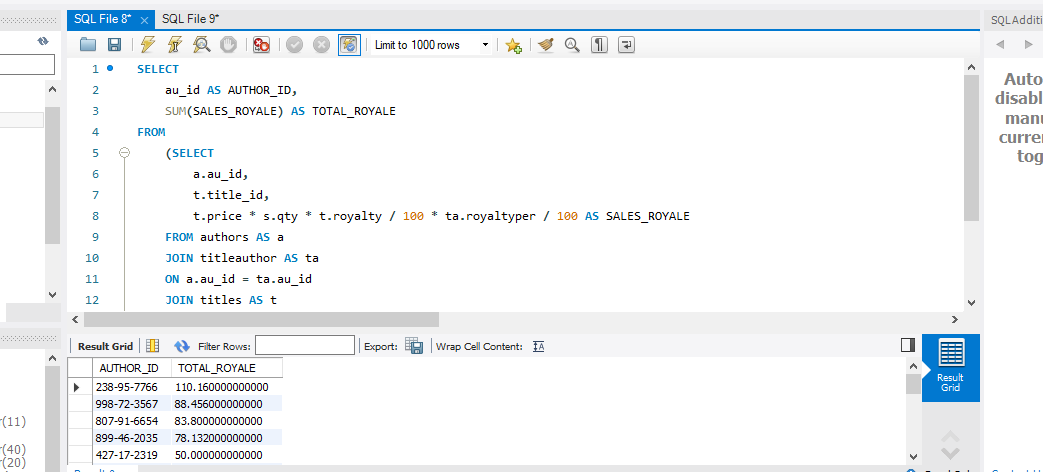 SQL File 8*
SQL File 9*
SQLAdditi
Limit to 1000 rows
1 SELECT
2 au_id AS AUTHOR_ID,
3 SUM(SALES_ROYALE) AS TOTAL_ROYALE
4 FROM
5 (SELECT
6 a.au_id,
7 t.title_id,
8 t.price * s.qty * t.royalty / 100 * ta.royaltyper / 100 AS SALES_ROYALE
9 FROM authors AS a
10 JOIN titleauthor AS ta
11 ON a.au_id = ta.au_id
12 JOIN titles AS t
Auto
disabl
manu
curre
tog
Result Grid
Filter Rows:
Export:
Wrap Cell Content:
AUTHOR_ID TOTAL_ROYALE
238-95-7766 110.160000000000
998-72-3567 88.456000000000
807-91-6654 83.800000000000
899-46-2035 78.132000000000
427-17-2319 50.000000000000
Result
Grid
r(11)
r(40)
r(20)